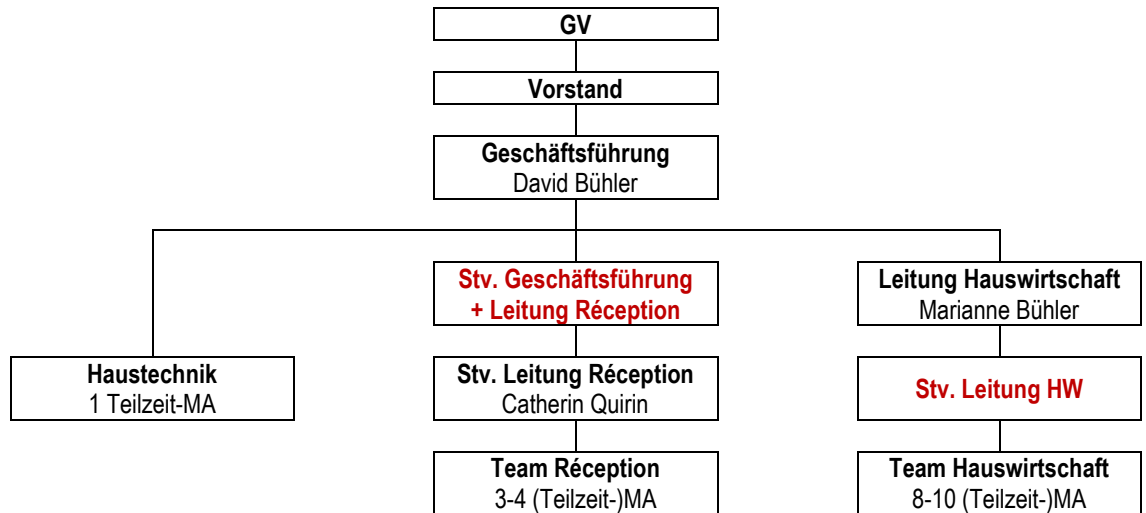 GV
Vorstand
Geschäftsführung
David Bühler
Stv. Geschäftsführung
+ Leitung Réception
Leitung Hauswirtschaft
Marianne Bühler
Haustechnik
1 Teilzeit-MA
Stv. Leitung Réception
Catherin Quirin
Stv. Leitung HW
Team Réception
3-4 (Teilzeit-)MA
Team Hauswirtschaft
8-10 (Teilzeit-)MA